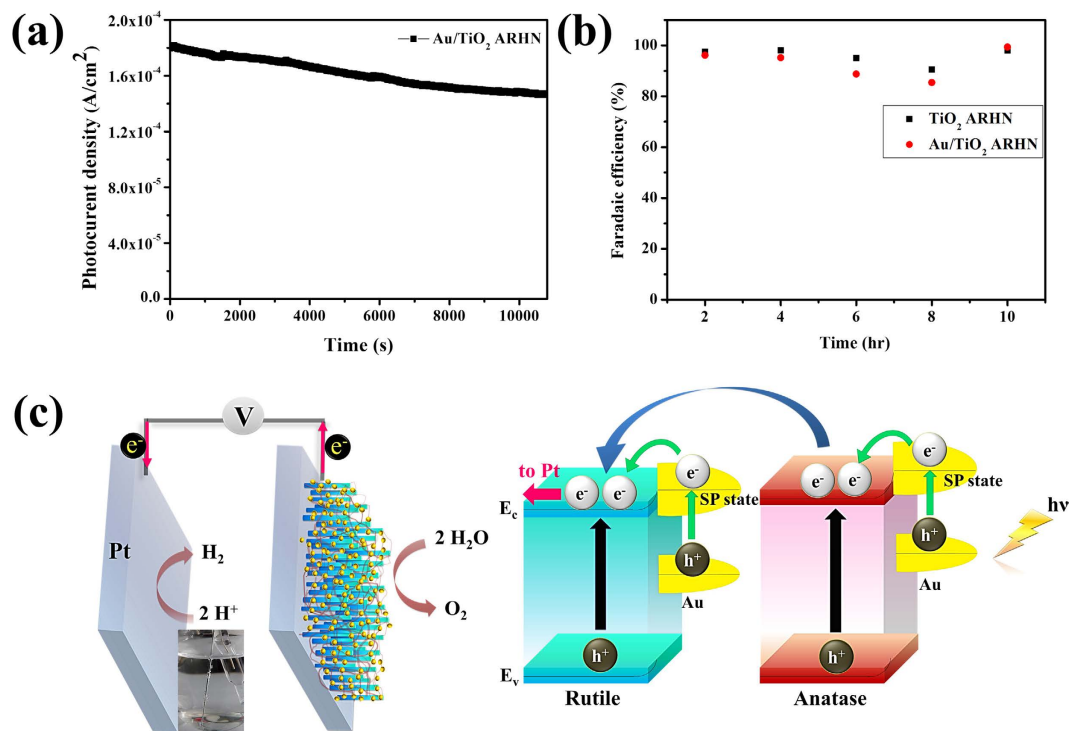 (a)
2.0x10⁻⁴
1.6x10⁻⁴
1.2x10⁻⁴
8.0x10⁻⁵
4.0x10⁻⁵
0.0
0
2000
4000
6000
8000
10000
Photocurent density (A/cm²)
Time (s)
Au/TiO₂ ARHN
(b)
100
80
60
40
20
0
2
4
6
8
10
Faradaic efficiency (%)
Time (hr)
TiO₂ ARHN
Au/TiO₂ ARHN
(c)
V
e⁻
e⁻
Pt
H₂
2 H⁺
2 H₂O
O₂
to Pt
e⁻
e⁻
e⁻
SP state
E_c
h⁺
Au
h⁺
E_v
Rutile
e⁻
e⁻
e⁻
SP state
h⁺
Au
hν
h⁺
Anatase